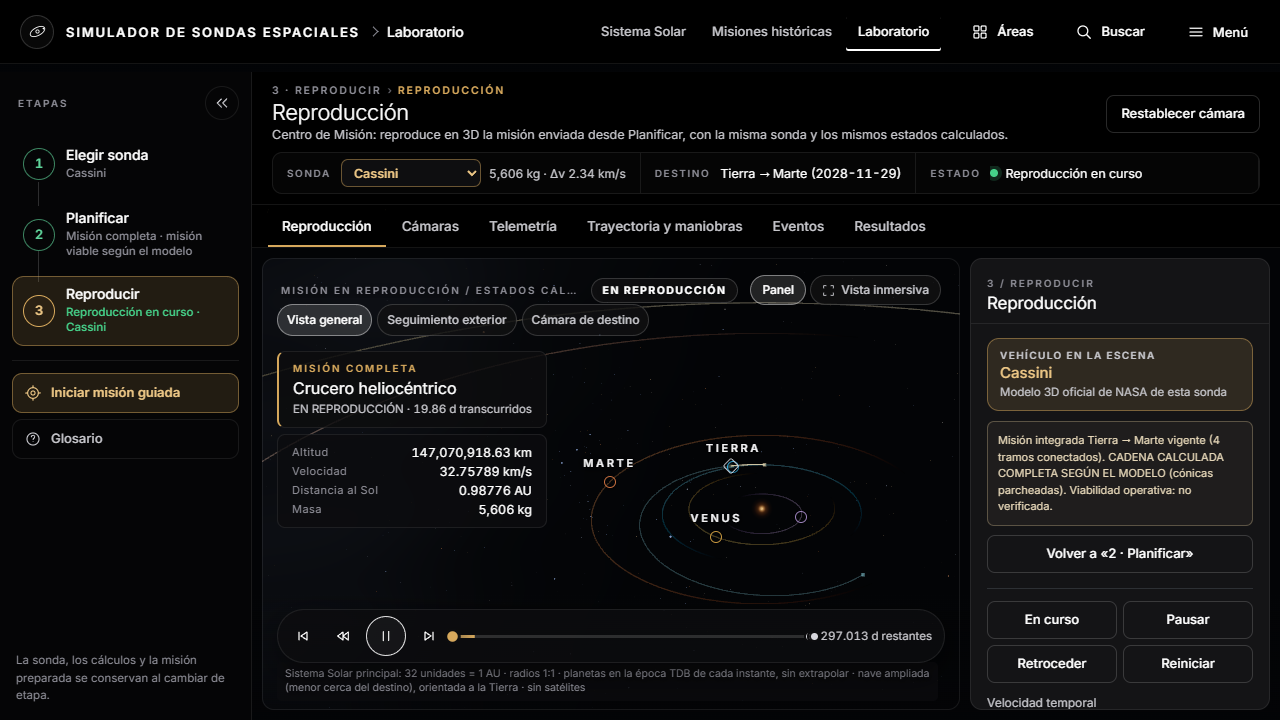 SIMULADOR DE SONDAS ESPACIALES
Laboratorio
Sistema Solar
Misiones históricas
Laboratorio
Áreas
Buscar
Menú
ETAPAS
1
Elegir sonda
Cassini
2
Planificar
Misión completa · misión
viable según el modelo
3
Reproducir
Reproducción en curso ·
Cassini
Iniciar misión guiada
Glosario
La sonda, los cálculos y la misión
preparada se conservan al cambiar de
etapa.
3 · REPRODUCIR › REPRODUCCIÓN
Reproducción
Centro de Misión: reproduce en 3D la misión enviada desde Planificar, con la misma sonda y los mismos estados calculados.
Restablecer cámara
SONDA
Cassini
5,606 kg · Δv 2.34 km/s
DESTINO
Tierra → Marte (2028-11-29)
ESTADO
Reproducción en curso
Reproducción
Cámaras
Telemetría
Trayectoria y maniobras
Eventos
Resultados
MISIÓN EN REPRODUCCIÓN / ESTADOS CAL...
EN REPRODUCCIÓN
Panel
Vista inmersiva
Vista general
Seguimiento exterior
Cámara de destino
MISIÓN COMPLETA
Crucero heliocéntrico
EN REPRODUCCIÓN · 19.86 d transcurridos
Altitud 147,070,918.63 km
Velocidad 32.75789 km/s
Distancia al Sol 0.98776 AU
Masa 5,606 kg
TIERRA
MARTE
VENUS
297.013 d restantes
Sistema Solar principal: 32 unidades = 1 AU · radios 1:1 · planetas en la época TDB de cada instante, sin extrapolar · nave ampliada
(menor cerca del destino), orientada a la Tierra · sin satélites
3 / REPRODUCIR
Reproducción
VEHÍCULO EN LA ESCENA
Cassini
Modelo 3D oficial de NASA de esta sonda
Misión integrada Tierra → Marte vigente (4
tramos conectados). CADENA CALCULADA
COMPLETA SEGÚN EL MODELO (cónicas
parcheadas). Viabilidad operativa: no
verificada.
Volver a «2 · Planificar»
En curso
Pausar
Retroceder
Reiniciar
Velocidad temporal